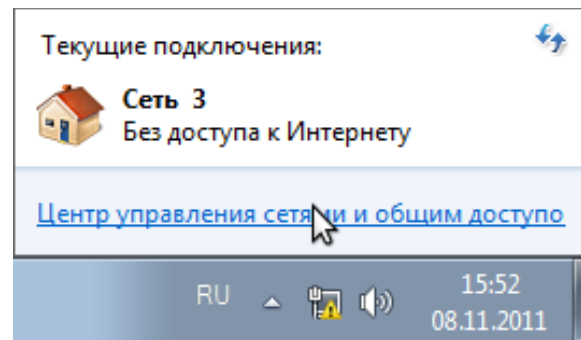 Текущие подключения:
Сеть 3
Без доступа к Интернету
Центр управления сетями и общим доступо
RU
15:52
08.11.2011